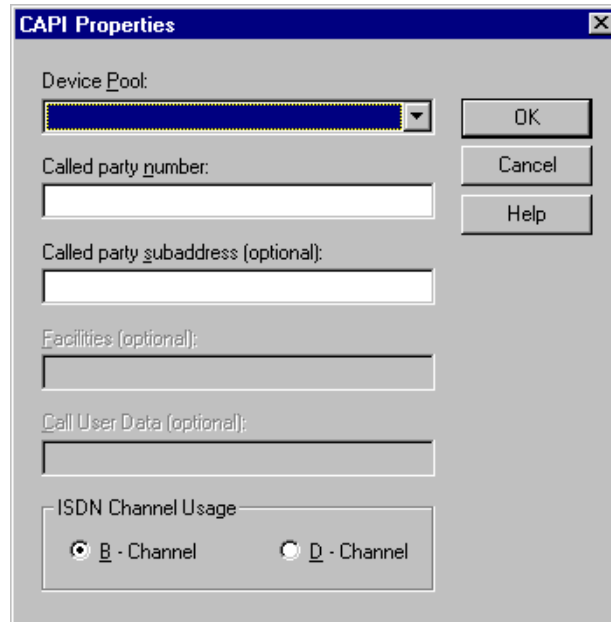 CAPI Properties
Device Pool:
OK
Called party number:
Cancel
Help
Called party subaddress (optional):
Facilities (optional):
Call User Data (optional):
ISDN Channel Usage
B - Channel
D - Channel